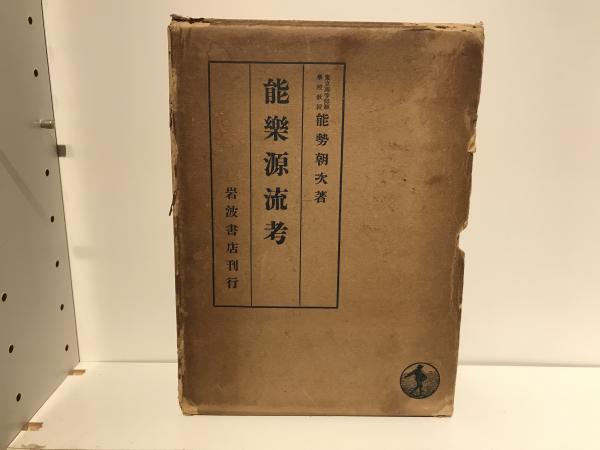 東京高等師範
學校教授
能勢朝次著
能樂源流考
岩波書店刊行